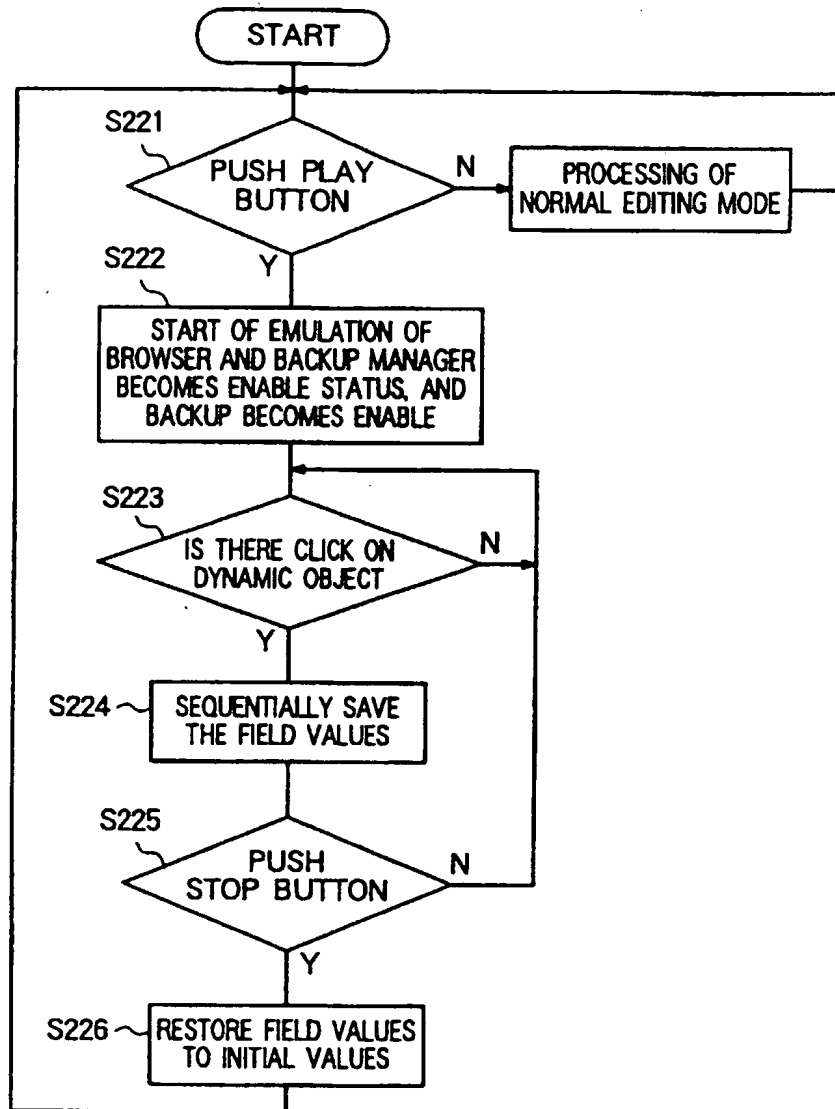 START
S221
PUSH PLAY
BUTTON
N
PROCESSING OF
NORMAL EDITING MODE
Y
S222
START OF EMULATION OF
BROWSER AND BACKUP MANAGER
BECOMES ENABLE STATUS, AND
BACKUP BECOMES ENABLE
S223
IS THERE CLICK ON
DYNAMIC OBJECT
N
Y
S224
SEQUENTIALLY SAVE
THE FIELD VALUES
S225
PUSH
STOP BUTTON
N
Y
S226
RESTORE FIELD VALUES
TO INITIAL VALUES